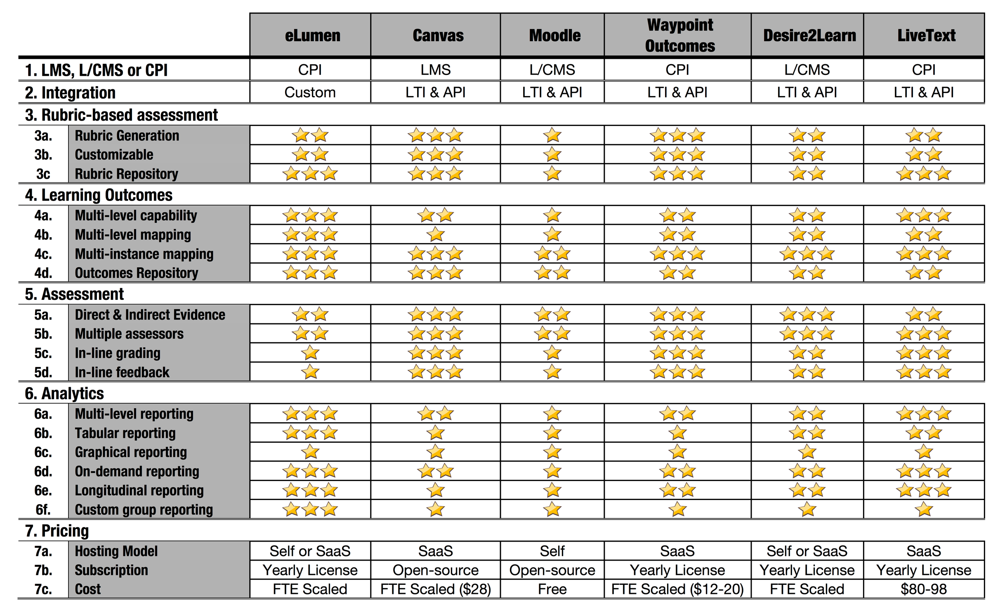 eLumen Canvas Moodle Waypoint Outcomes Desire2Learn LiveText
1. LMS, L/CMS or CPI CPI LMS L/CMS CPI L/CMS CPI
2. Integration Custom LTI & API LTI & API LTI & API LTI & API LTI & API
3. Rubric-based assessment
3a. Rubric Generation
3b. Customizable
3c Rubric Repository
4. Learning Outcomes
4a. Multi-level capability
4b. Multi-level mapping
4c. Multi-instance mapping
4d. Outcomes Repository
5. Assessment
5a. Direct & Indirect Evidence
5b. Multiple assessors
5c. In-line grading
5d. In-line feedback
6. Analytics
6a. Multi-level reporting
6b. Tabular reporting
6c. Graphical reporting
6d. On-demand reporting
6e. Longitudinal reporting
6f. Custom group reporting
7. Pricing
7a. Hosting Model Self or SaaS SaaS Self SaaS Self or SaaS SaaS
7b. Subscription Yearly License Open-source Open-source Yearly License Yearly License Yearly License
7c. Cost FTE Scaled FTE Scaled ($28) Free FTE Scaled ($12-20) FTE Scaled $80-98